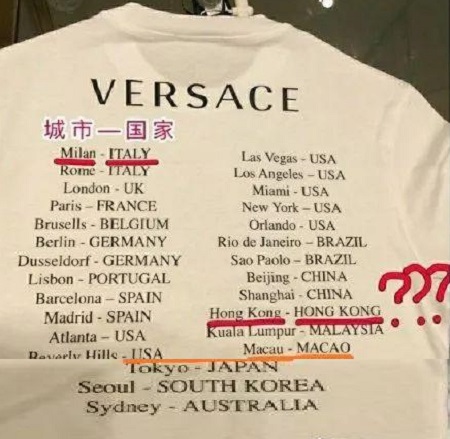 VERSACE
城市—国家
Milan - ITALY
Rome - ITALY
London - UK
Paris – FRANCE
Brusells - BELGIUM
Berlin - GERMANY
Dusseldorf - GERMANY
Lisbon - PORTUGAL
Barcelona – SPAIN
Madrid - SPAIN
Atlanta – USA
Beverly Hills - USA
Las Vegas - USA
Los Angeles – USA
Miami - USA
New York – USA
Orlando - USA
Rio de Janeiro – BRAZIL
Sao Paolo – BRAZIL
Beijing - CHINA
Shanghai - CHINA
Hong Kong - HONG KONG
Kuala Lumpur - MALAYSIA
Macau - MACAO
???
Tokyo - JAPAN
Seoul - SOUTH KOREA
Sydney - AUSTRALIA